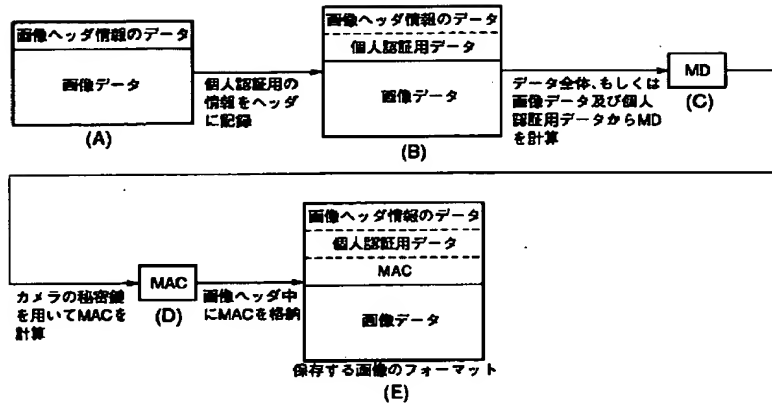 画像ヘッダ情報のデータ
画像データ
(A)
個人認証用の
情報をヘッダ
に記録
画像ヘッダ情報のデータ
個人認証用データ
画像データ
(B)
データ全体、もしくは
画像データ及び個人
認証用データからMD
を計算
MD
(C)
カメラの秘密鍵
を用いてMACを
計算
MAC
(D)
画像ヘッダ中
にMACを格納
画像ヘッダ情報のデータ
個人認証用データ
MAC
画像データ
保存する画像のフォーマット
(E)